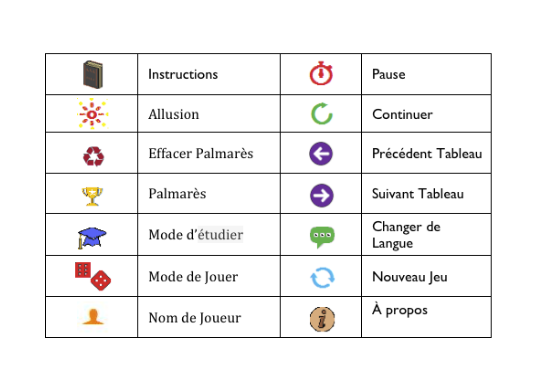 Instructions Pause
Allusion Continuer
Effacer Palmarès Précédent Tableau
Palmarès Suivant Tableau
Mode d'étudier Changer de
Langue
Mode de Jouer Nouveau Jeu
Nom de Joueur À propos